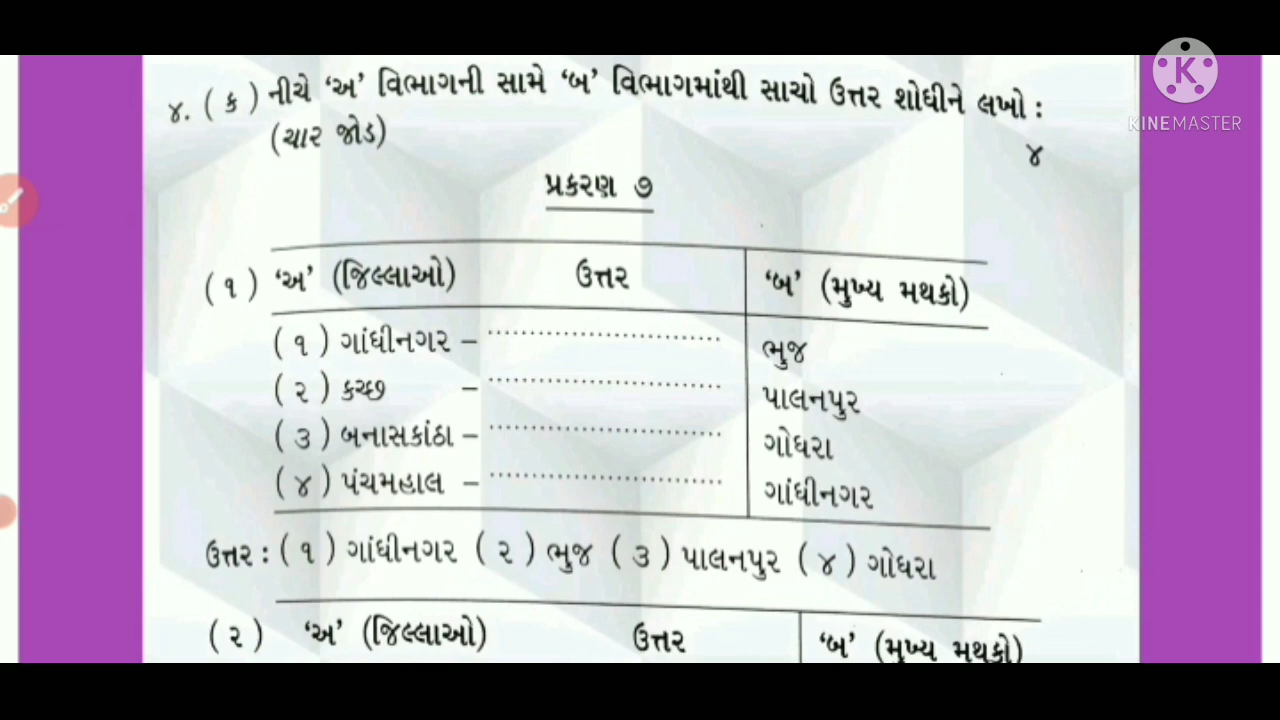 ૪. ( ક ) નીચે ‘અ’ વિભાગની સામે ‘બ’ વિભાગમાંથી સાચો ઉત્તર શોધીને લખો :
(ચાર જોડ) ૪
પ્રકરણ ૭
( ૧ ) ‘અ’ (જિલ્લાઓ) ઉત્તર ‘બ’ (મુખ્ય મથકો)
( ૧ ) ગાંધીનગર – ........................... ભુજ
( ૨ ) કચ્છ – ........................... પાલનપુર
( ૩ ) બનાસકાંઠા – ........................... ગોધરા
( ૪ ) પંચમહાલ – ........................... ગાંધીનગર
ઉત્તર : ( ૧ ) ગાંધીનગર ( ૨ ) ભુજ ( ૩ ) પાલનપુર ( ૪ ) ગોધરા
( ૨ ) ‘અ’ (જિલ્લાઓ) ઉત્તર ‘બ’ (મુખ્ય મથકો)
K
KINEMASTER